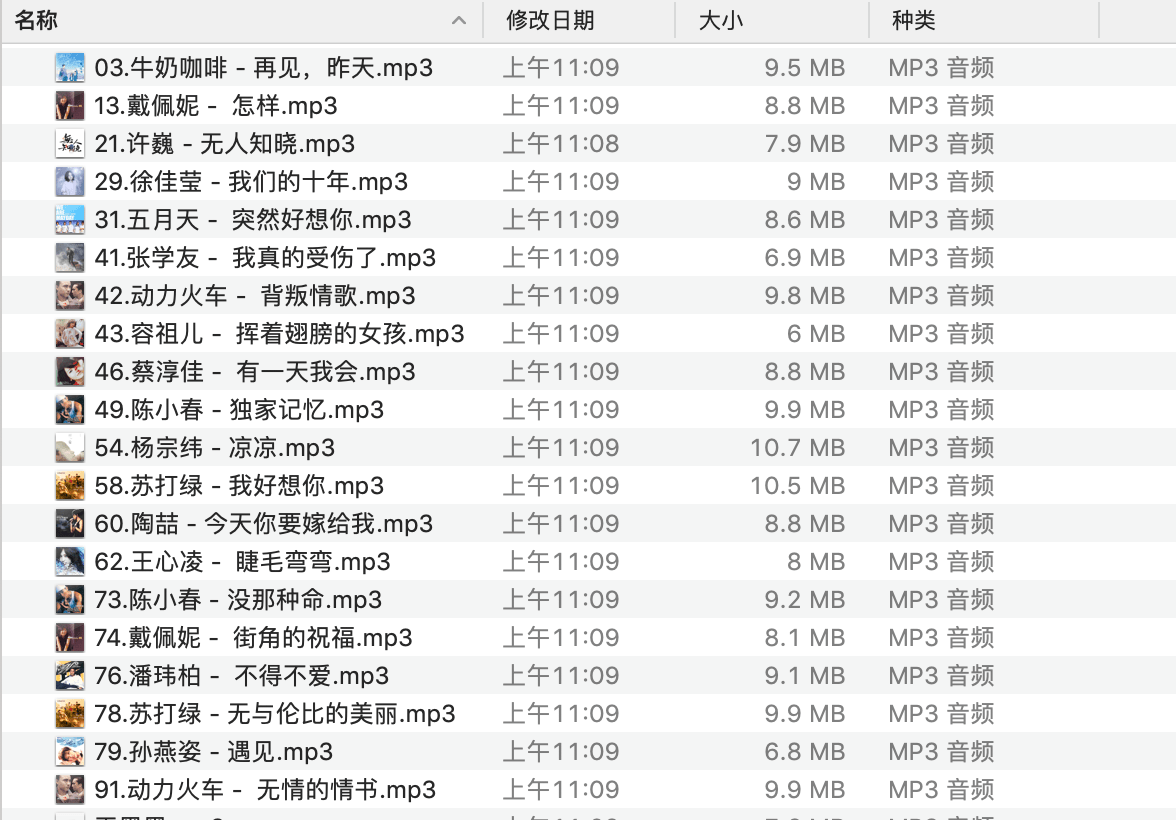 名称 修改日期 大小 种类
03.牛奶咖啡 - 再见，昨天.mp3 上午11:09 9.5 MB MP3 音频
13.戴佩妮 - 怎样.mp3 上午11:09 8.8 MB MP3 音频
21.许巍 - 无人知晓.mp3 上午11:08 7.9 MB MP3 音频
29.徐佳莹 - 我们的十年.mp3 上午11:09 9 MB MP3 音频
31.五月天 - 突然好想你.mp3 上午11:09 8.6 MB MP3 音频
41.张学友 - 我真的受伤了.mp3 上午11:09 6.9 MB MP3 音频
42.动力火车 - 背叛情歌.mp3 上午11:09 9.8 MB MP3 音频
43.容祖儿 - 挥着翅膀的女孩.mp3 上午11:09 6 MB MP3 音频
46.蔡淳佳 - 有一天我会.mp3 上午11:09 8.8 MB MP3 音频
49.陈小春 - 独家记忆.mp3 上午11:09 9.9 MB MP3 音频
54.杨宗纬 - 凉凉.mp3 上午11:09 10.7 MB MP3 音频
58.苏打绿 - 我好想你.mp3 上午11:09 10.5 MB MP3 音频
60.陶喆 - 今天你要嫁给我.mp3 上午11:09 8.8 MB MP3 音频
62.王心凌 - 睫毛弯弯.mp3 上午11:09 8 MB MP3 音频
73.陈小春 - 没那种命.mp3 上午11:09 9.2 MB MP3 音频
74.戴佩妮 - 街角的祝福.mp3 上午11:09 8.1 MB MP3 音频
76.潘玮柏 - 不得不爱.mp3 上午11:09 9.1 MB MP3 音频
78.苏打绿 - 无与伦比的美丽.mp3 上午11:09 9.9 MB MP3 音频
79.孙燕姿 - 遇见.mp3 上午11:09 6.8 MB MP3 音频
91.动力火车 - 无情的情书.mp3 上午11:09 9.9 MB MP3 音频